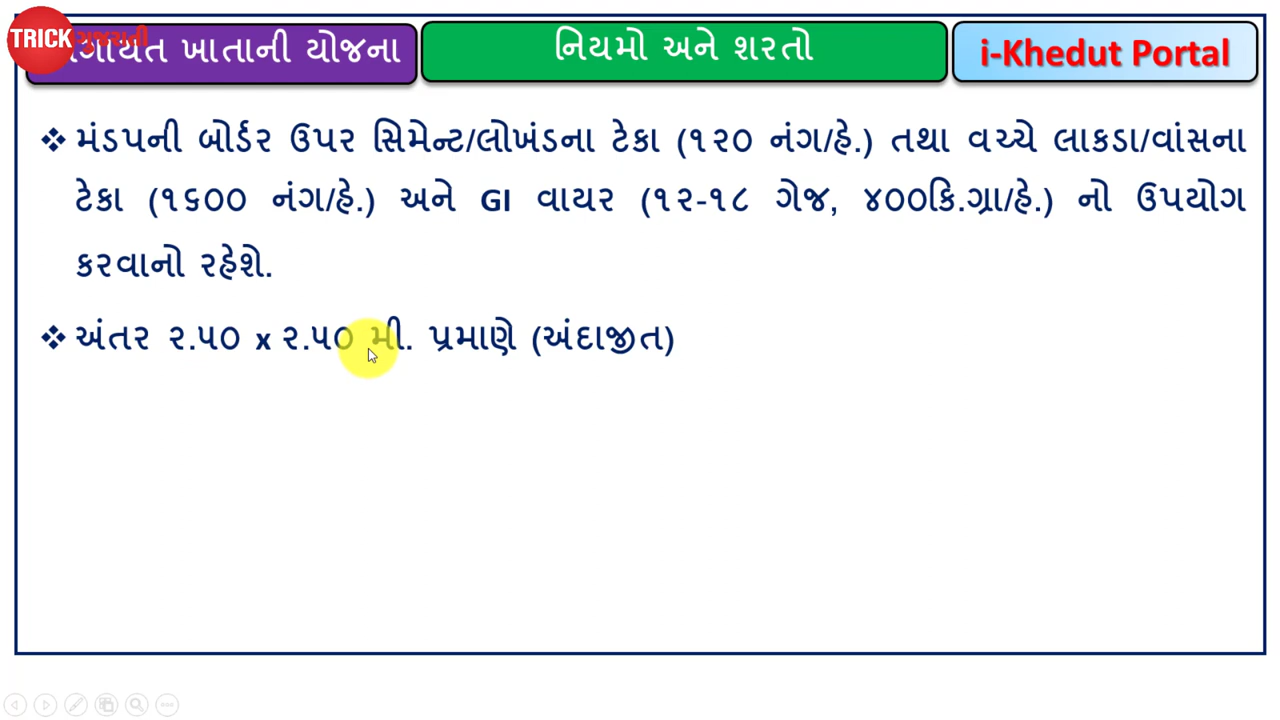 TRICK ગુજરાતી
ખાતાની યોજના
નિયમો અને શરતો
i-Khedut Portal
❖ મંડપની બોર્ડર ઉપર સિમેન્ટ/લોખંડના ટેકા (૧૨૦ નંગ/હે.) તથા વચ્ચે લાકડા/વાંસના
ટેકા (૧૬૦૦ નંગ/હે.) અને GI વાયર (૧૨-૧૮ ગેજ, ૪૦૦કિ.ગ્રા/હે.) નો ઉપયોગ
કરવાનો રહેશે.
❖ અંતર ૨.૫૦ x ૨.૫૦ મી. પ્રમાણે (અંદાજીત)